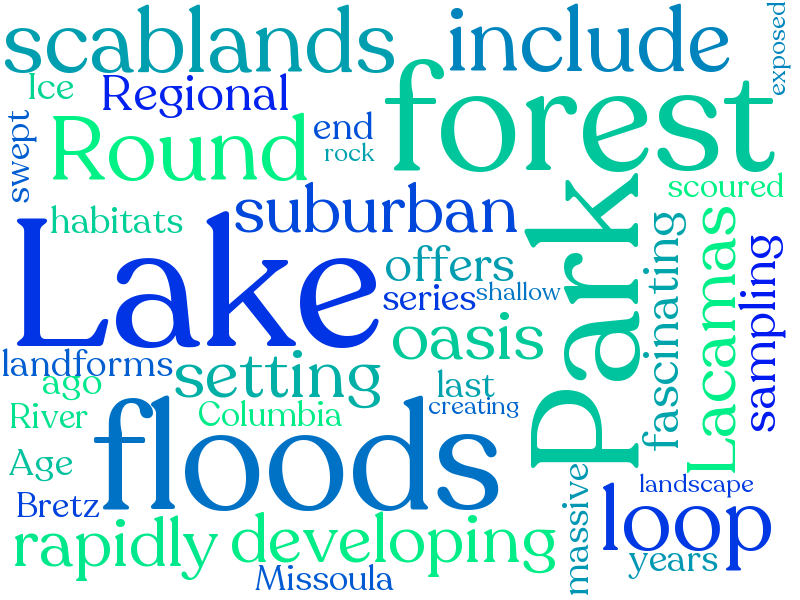 scablands include
exposed
Ice Regional
forest
swept
Round end
rock
scoured
habitats suburban
Park
Lake
offers
fascinating
Lacamas
sampling
series shallow
oasis
landforms
ago setting last
River Columbia creating
floods
Age
Bretz
massive
landscape
loop
rapidly developing
years
Missoula